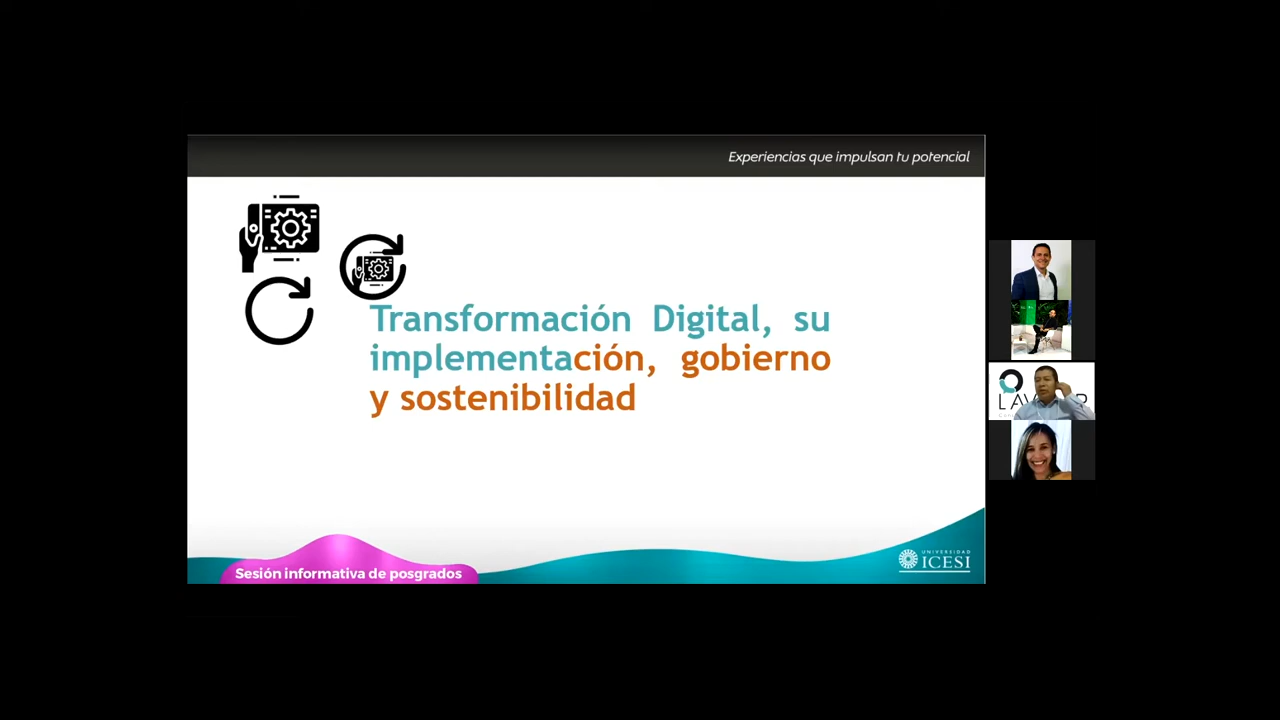 Experiencias que impulsan tu potencial
Transformación Digital, su
implementación, gobierno
y sostenibilidad
Sesión informativa de posgrados
UNIVERSIDAD
ICESI